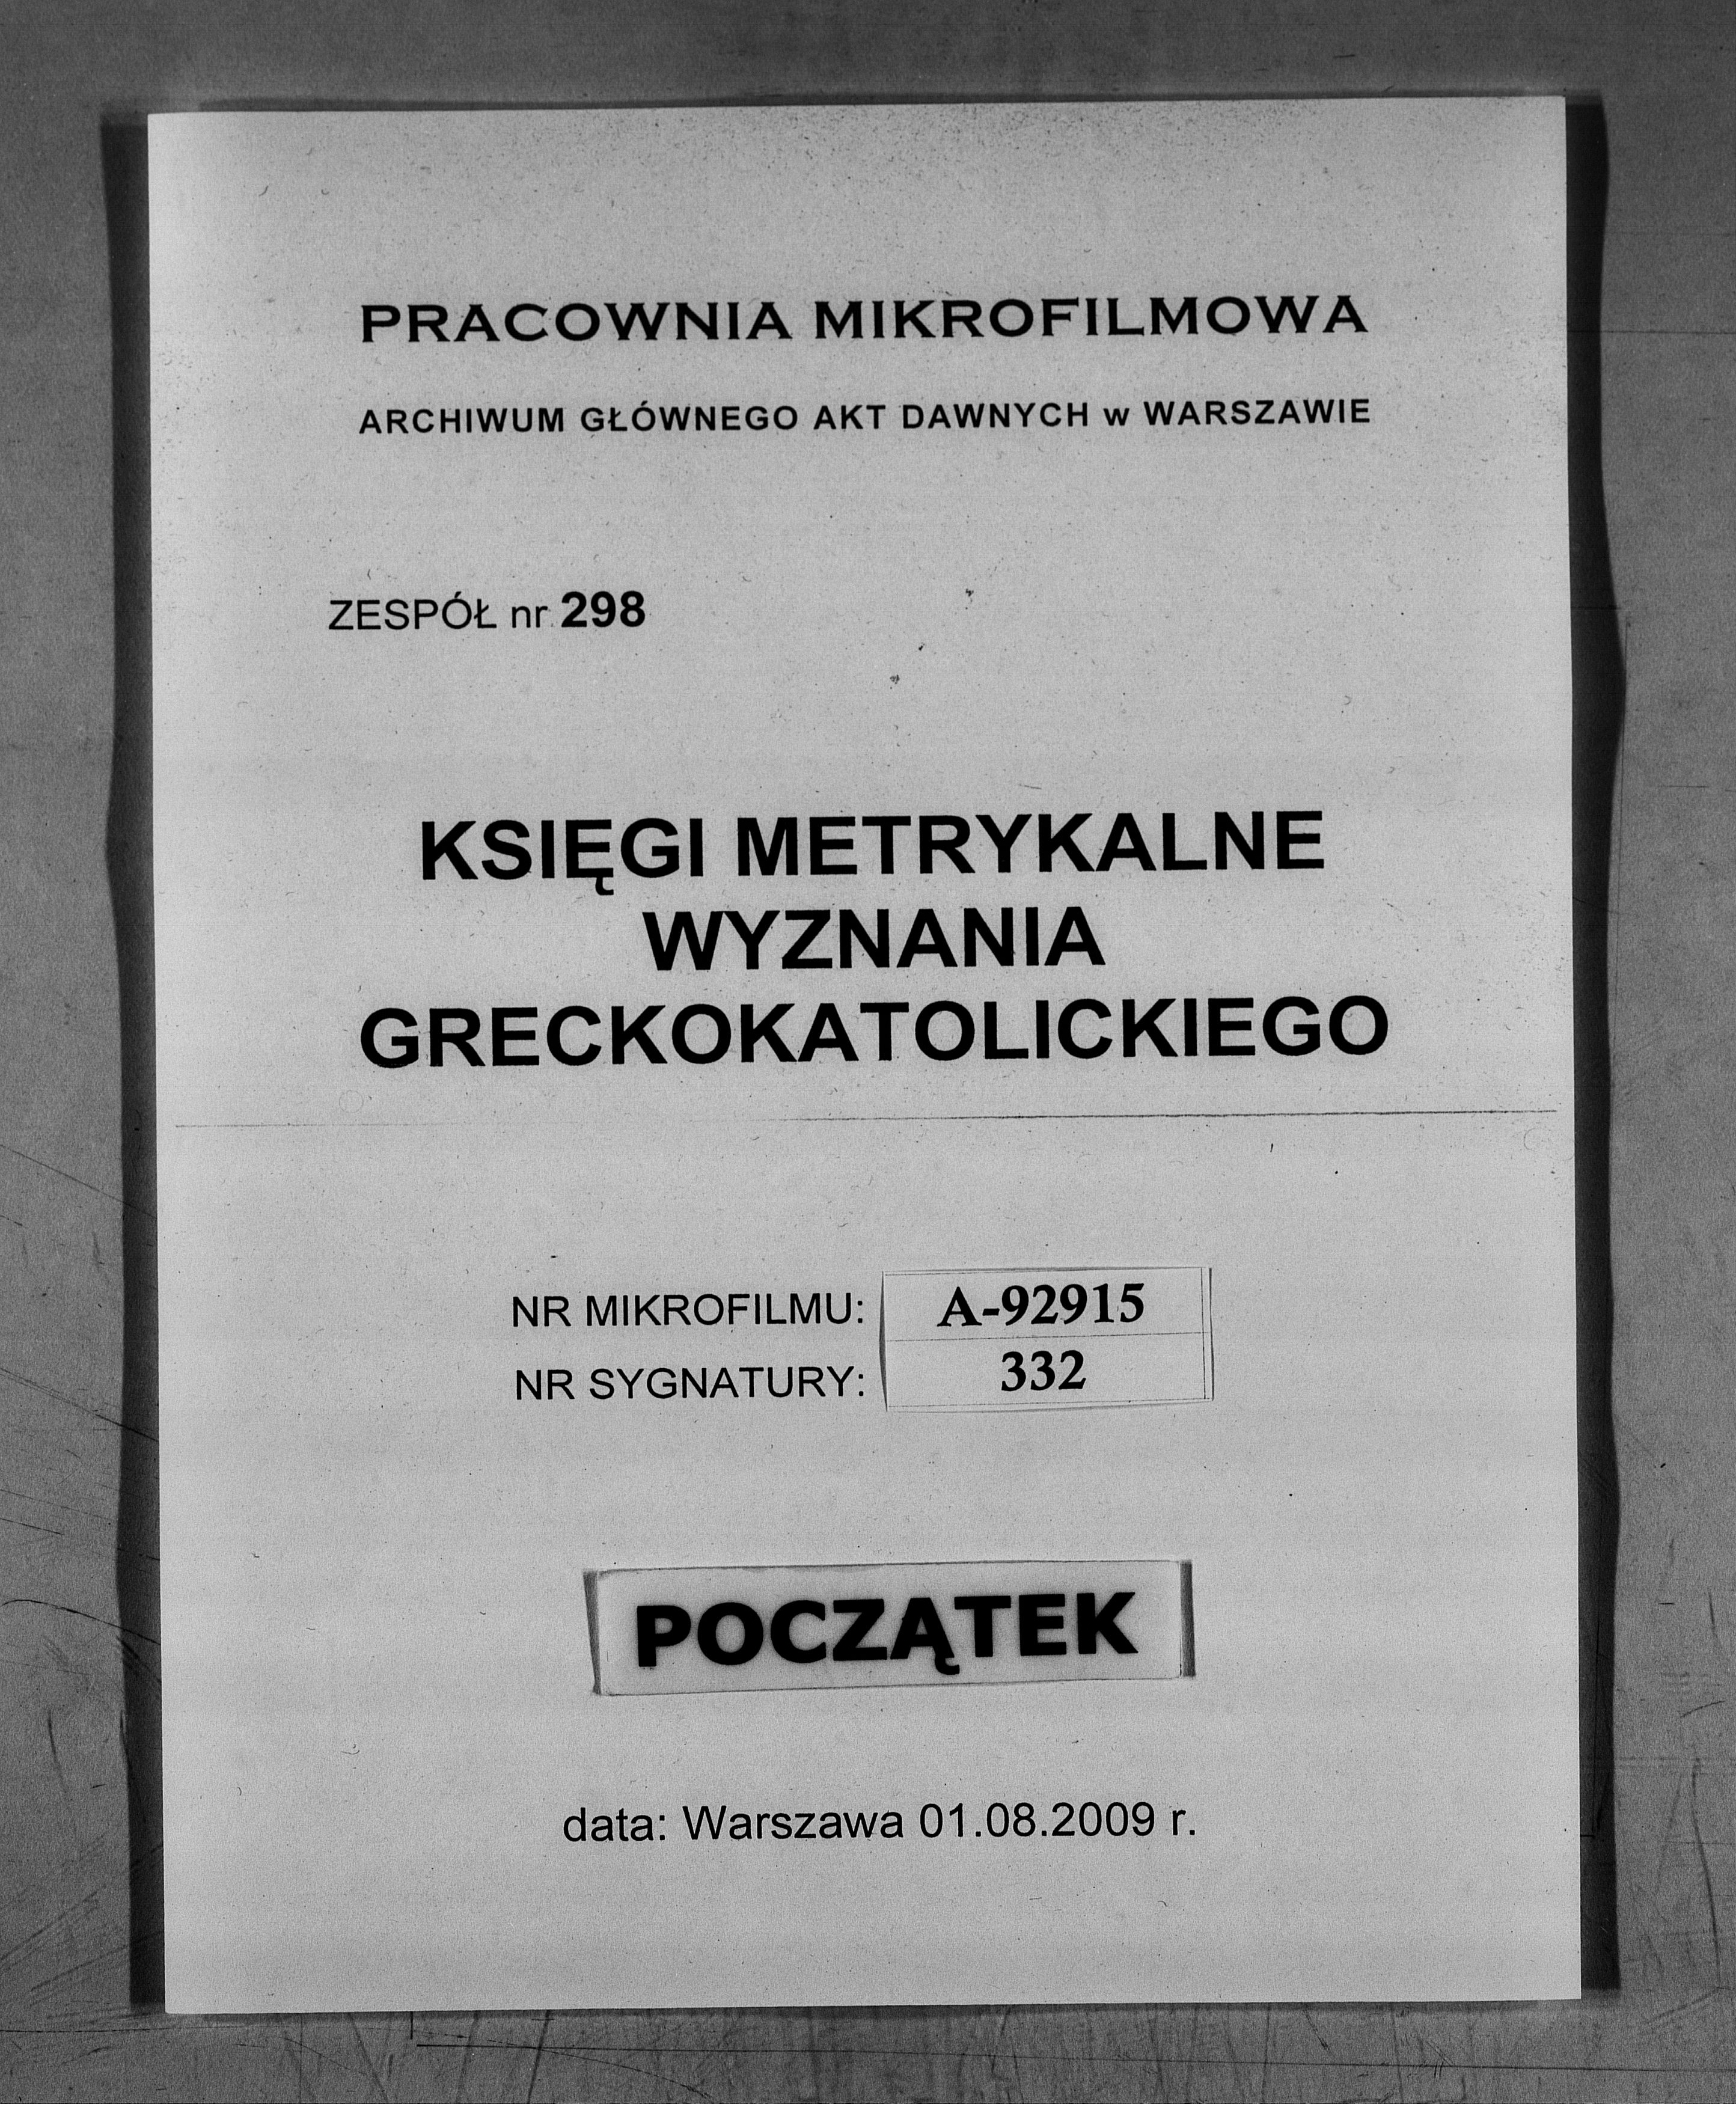 PRACOWNIA MIKROFILMOWA
ARCHIWUM GŁÓWNEGO AKT DAWNYCH w WARSZAWIE
ZESPÓŁ nr 298
KSIĘGI METRYKALNE
WYZNANIA
GRECKOKATOLICKIEGO
NR MIKROFILMU: A-92915
NR SYGNATURY: 332
POCZĄTEK
data: Warszawa 01.08.2009 r.